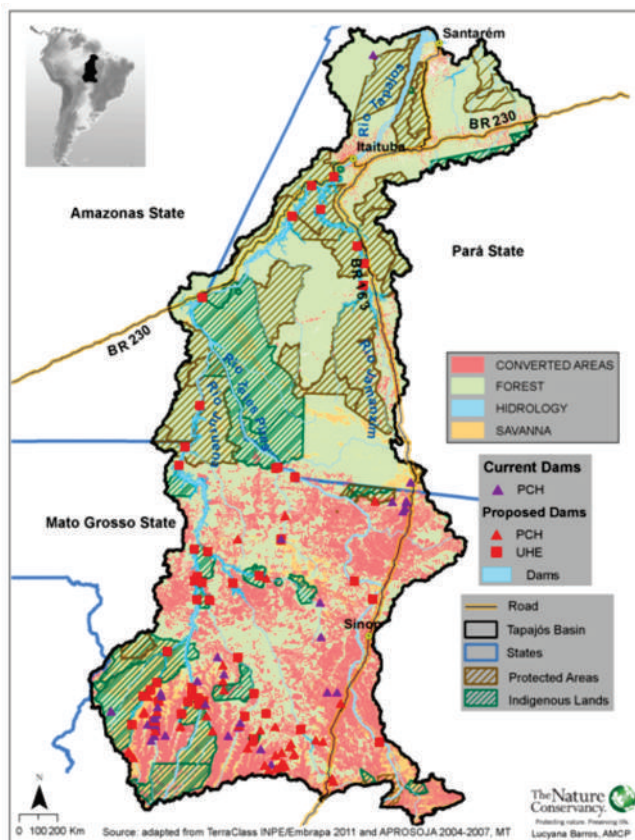 Santarém
Rio Tapajos
BR 230
Itaituba
Amazonas State
Pará State
BR 163
BR 230
Rio Jamanxim
Rio Teles Pires
Rio Juruena
CONVERTED AREAS
FOREST
HIDROLOGY
SAVANNA
Current Dams
PCH
Proposed Dams
PCH
UHE
Dams
Mato Grosso State
Road
Tapajós Basin
States
Protected Areas
Indigenous Lands
Sinop
N
0 100 200 Km
The Nature
Conservancy
Protecting nature. Preserving life.
Source: adapted from TerraClass INPE/Embrapa 2011 and APROSOJA 2004-2007, MT.
Lucyana Barros, AMCP